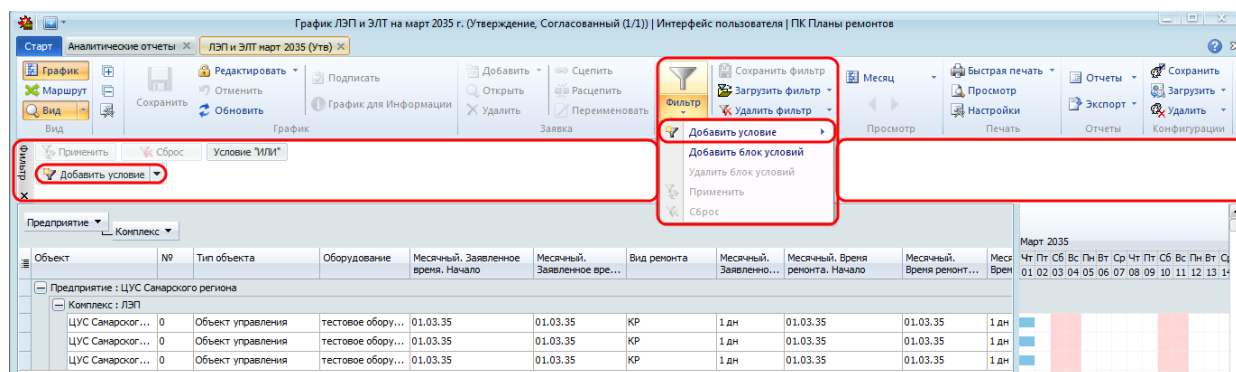 График ЛЭП и ЭЛТ на март 2035 г. (Утверждение, Согласованный (1/1)) | Интерфейс пользователя | ПК Планы ремонтов
Старт Аналитические отчеты ЛЭП и ЭЛТ март 2035 (Утв)
График Редактировать Подписать Добавить Сцепить Сохранить фильтр Месяц Быстрая печать Отчеты Сохранить
Маршрут Сохранить Отменить Открыть Расцепить Фильтр Загрузить фильтр Просмотр Загрузить
Вид Обновить График для Информации Удалить Переименовать Удалить фильтр Настройки Экспорт Удалить
Вид График Заявка Просмотр Печать Отчеты Конфигурации
Фильтр Применить Сброс Условие "ИЛИ"
Добавить условие
Добавить условие
Добавить блок условий
Удалить блок условий
Применить
Сброс
Предприятие
Комплекс
Март 2035
Объект № Тип объекта Оборудование Месячный. Заявленное время. Начало Месячный. Заявленное вре... Вид ремонта Месячный. Заявленно... Месячный. Время ремонта. Начало Месячный. Время ремонт... Меся Врем
Чт Пт Сб Вс Пн Вт Ср Чт Пт Сб Вс Пн Вт Ср
01 02 03 04 05 06 07 08 09 10 11 12 13
Предприятие : ЦУС Самарского региона
Комплекс : ЛЭП
ЦУС Самарског... 0 Объект управления тестовое обору... 01.03.35 01.03.35 КР 1 дн 01.03.35 01.03.35 1 дн
ЦУС Самарског... 0 Объект управления тестовое обору... 01.03.35 01.03.35 КР 1 дн 01.03.35 01.03.35 1 дн
ЦУС Самарског... 0 Объект управления тестовое обору... 01.03.35 01.03.35 КР 1 дн 01.03.35 01.03.35 1 дн